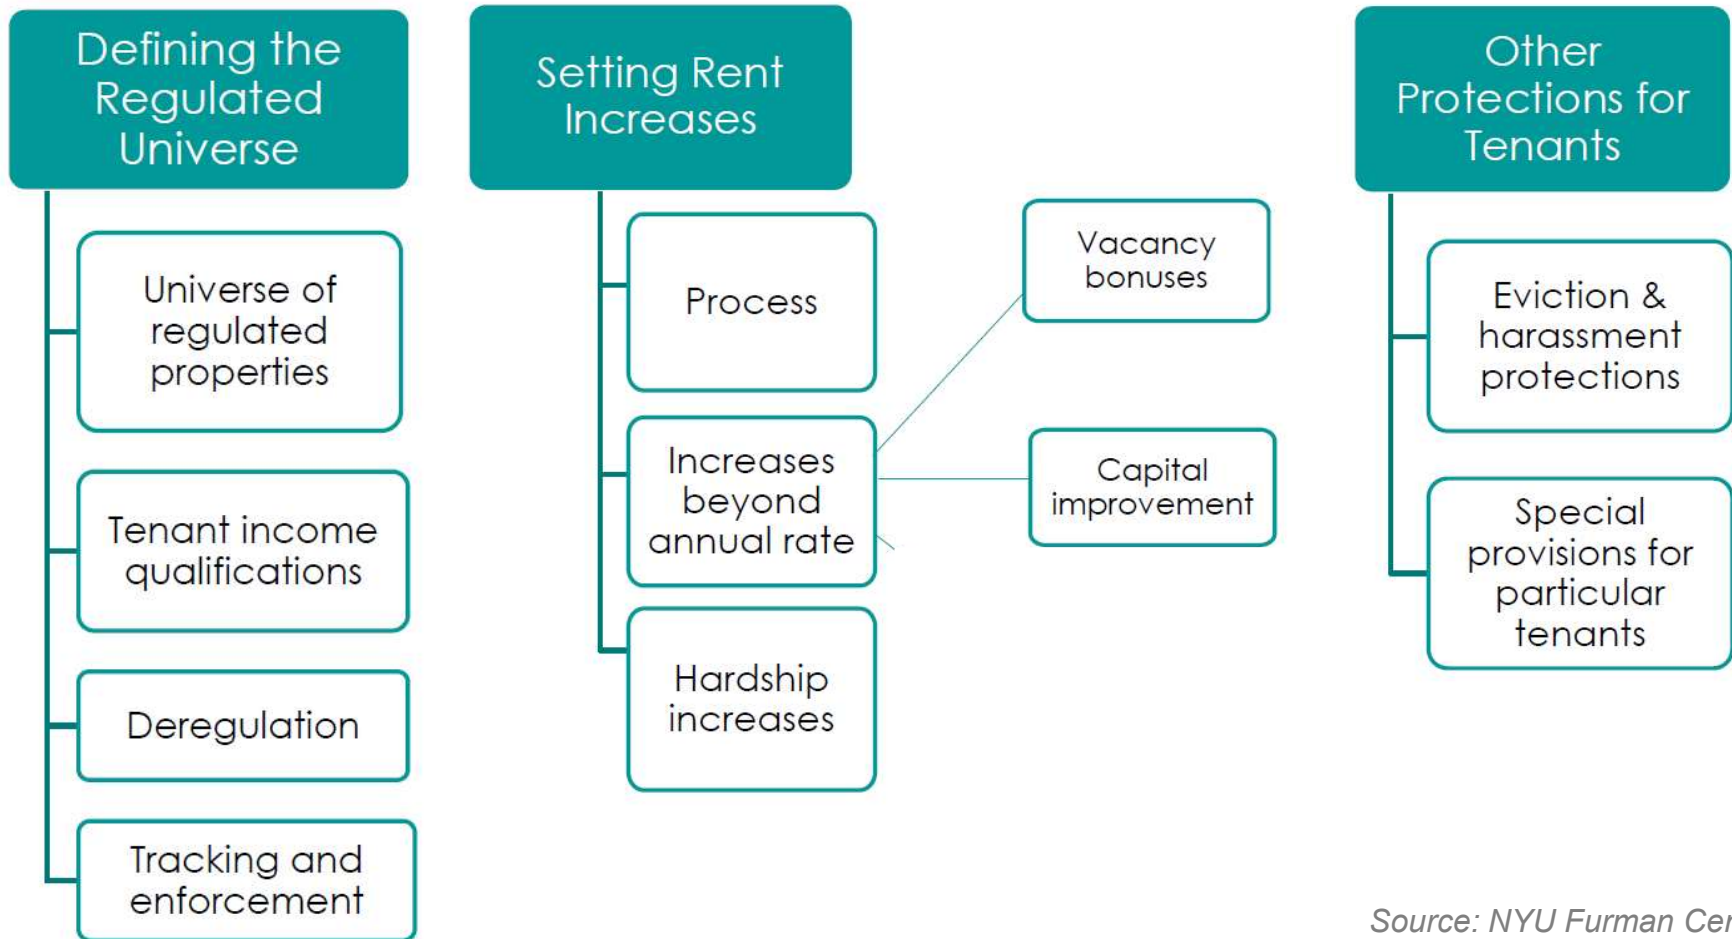 Defining the
Regulated
Universe
Universe of
regulated
properties
Tenant income
qualifications
Deregulation
Tracking and
enforcement
Setting Rent
Increases
Process
Increases
beyond
annual rate
Hardship
increases
Vacancy
bonuses
Capital
improvement
Other
Protections for
Tenants
Eviction &
harassment
protections
Special
provisions for
particular
tenants
Source: NYU Furman Cen